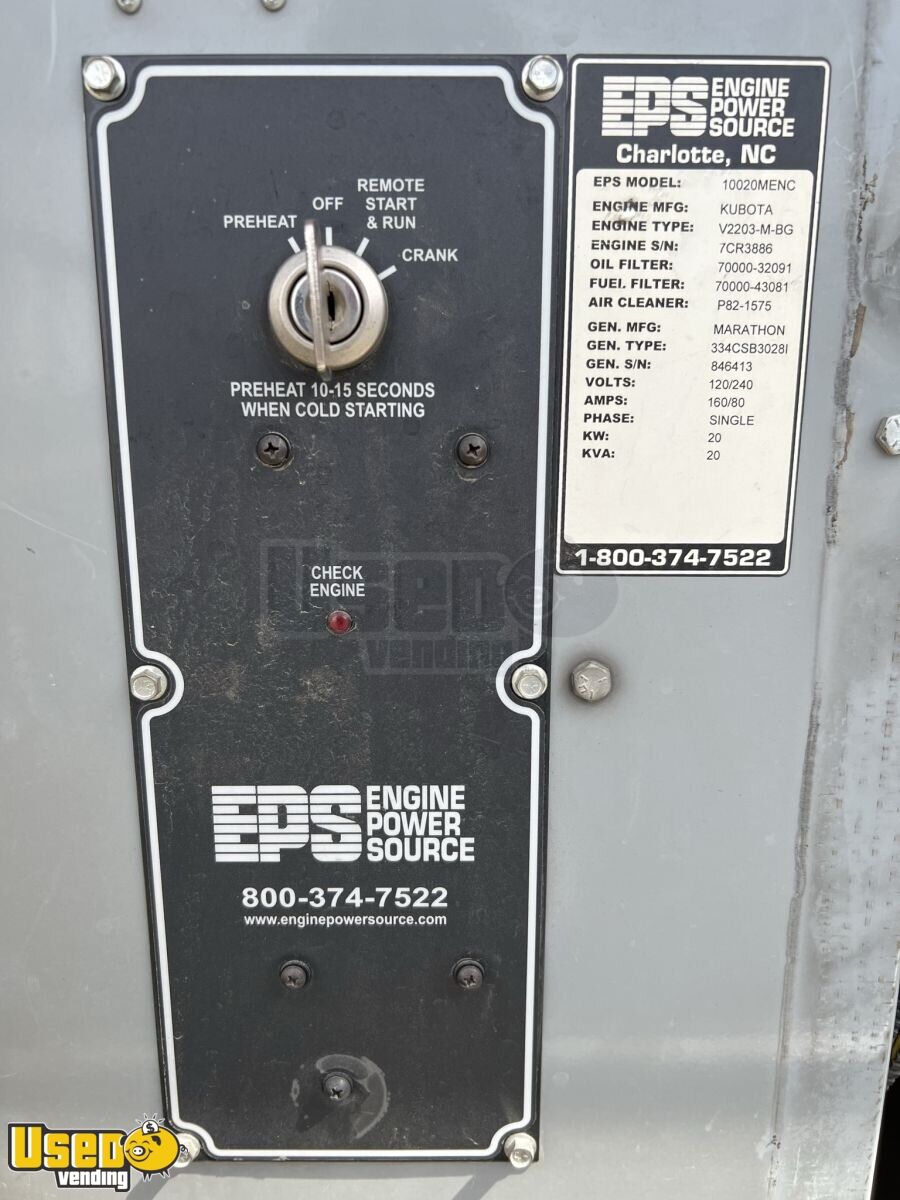 PREHEAT
OFF
REMOTE
START
& RUN
CRANK
PREHEAT 10-15 SECONDS
WHEN COLD STARTING
CHECK
ENGINE
EPS ENGINE
POWER
SOURCE
800-374-7522
www.enginepowersource.com
EPS ENGINE
POWER
SOURCE
Charlotte, NC
EPS MODEL: 10020MENC
ENGINE MFG: KUBOTA
ENGINE TYPE: V2203-M-BG
ENGINE S/N: 7CR3886
OIL FILTER: 70000-32091
FUEL FILTER: 70000-43081
AIR CLEANER: P82-1575
GEN. MFG: MARATHON
GEN. TYPE: 334CSB3028I
GEN. S/N: 846413
VOLTS: 120/240
AMPS: 160/80
PHASE: SINGLE
KW: 20
KVA: 20
1-800-374-7522
Used
vending
Used
vending